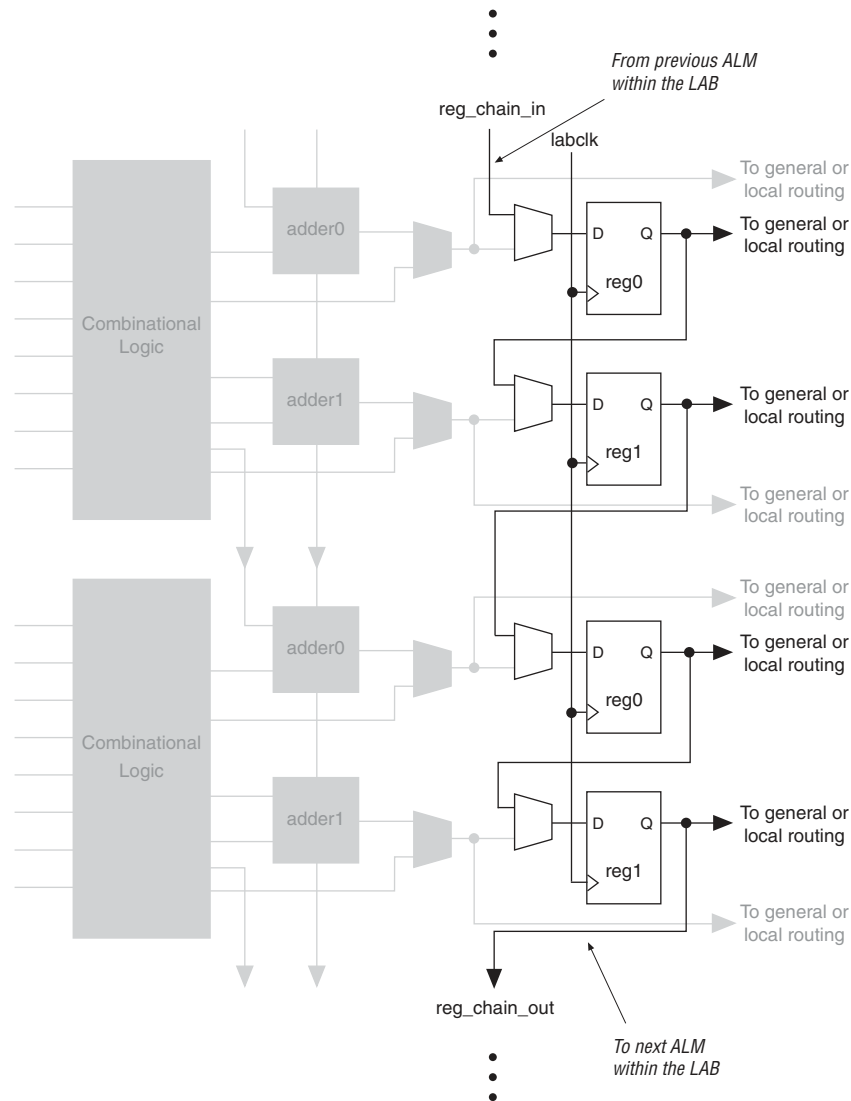 From previous ALM
within the LAB
reg_chain_in
labclk
To general or
local routing
adder0
D
Q
To general or
local routing
reg0
Combinational
Logic
adder1
D
Q
To general or
local routing
reg1
To general or
local routing
To general or
local routing
adder0
D
Q
To general or
local routing
reg0
Combinational
Logic
adder1
D
Q
To general or
local routing
reg1
To general or
local routing
reg_chain_out
To next ALM
within the LAB